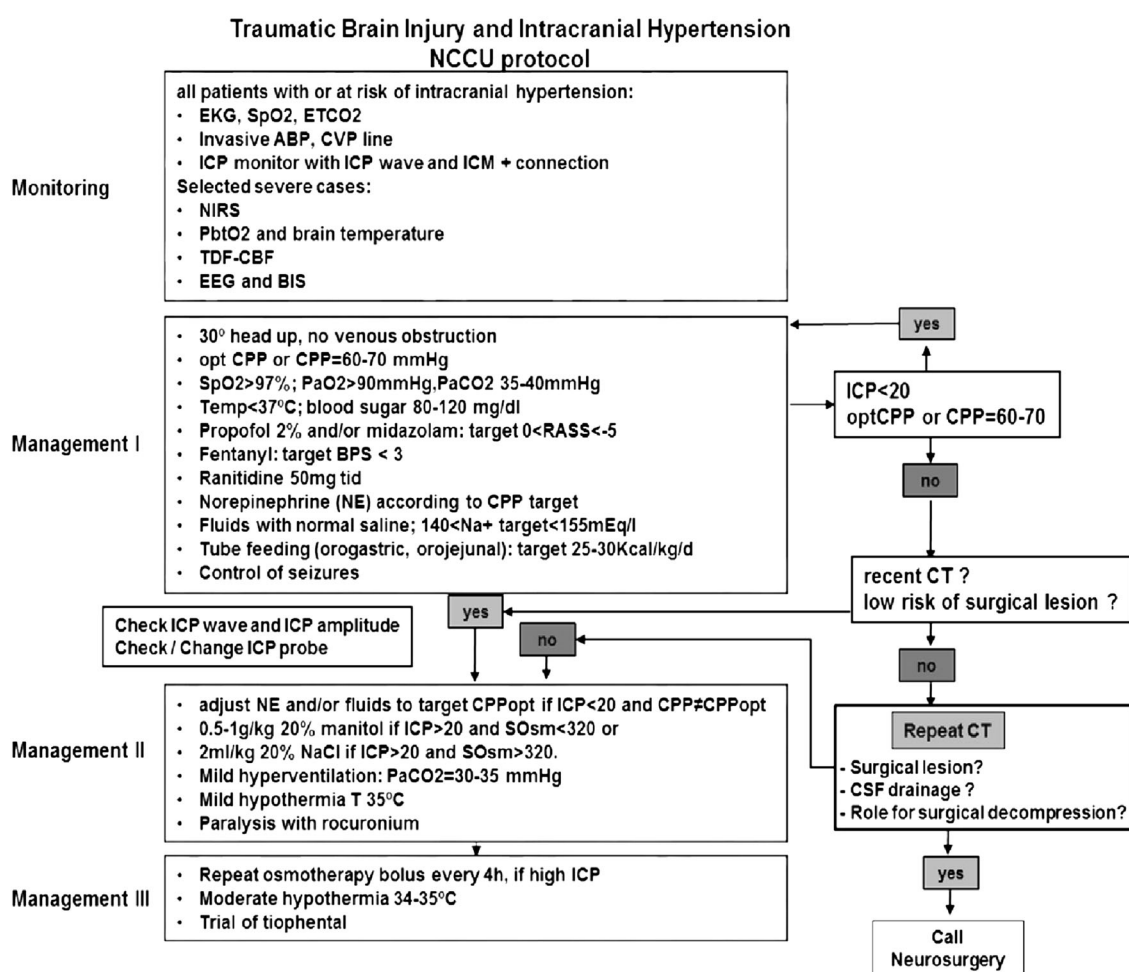 Traumatic Brain Injury and Intracranial Hypertension
NCCU protocol
Monitoring
all patients with or at risk of intracranial hypertension:
• EKG, SpO2, ETCO2
• Invasive ABP, CVP line
• ICP monitor with ICP wave and ICM + connection
Selected severe cases:
• NIRS
• PbtO2 and brain temperature
• TDF-CBF
• EEG and BIS
Management I
• 30º head up, no venous obstruction
• opt CPP or CPP=60-70 mmHg
• SpO2>97%; PaO2>90mmHg,PaCO2 35-40mmHg
• Temp<37ºC; blood sugar 80-120 mg/dl
• Propofol 2% and/or midazolam: target 0<RASS<-5
• Fentanyl: target BPS < 3
• Ranitidine 50mg tid
• Norepinephrine (NE) according to CPP target
• Fluids with normal saline; 140<Na+ target<155mEq/l
• Tube feeding (orogastric, orojejunal): target 25-30Kcal/kg/d
• Control of seizures
yes
ICP<20
optCPP or CPP=60-70
no
recent CT ?
low risk of surgical lesion ?
yes
no
Check ICP wave and ICP amplitude
Check / Change ICP probe
no
Management II
• adjust NE and/or fluids to target CPPopt if ICP<20 and CPP≠CPPopt
• 0.5-1g/kg 20% manitol if ICP>20 and SOsm<320 or
• 2ml/kg 20% NaCl if ICP>20 and SOsm>320.
• Mild hyperventilation: PaCO2=30-35 mmHg
• Mild hypothermia T 35ºC
• Paralysis with rocuronium
Repeat CT
- Surgical lesion?
- CSF drainage ?
- Role for surgical decompression?
yes
Call
Neurosurgery
Management III
• Repeat osmotherapy bolus every 4h, if high ICP
• Moderate hypothermia 34-35ºC
• Trial of tiophental